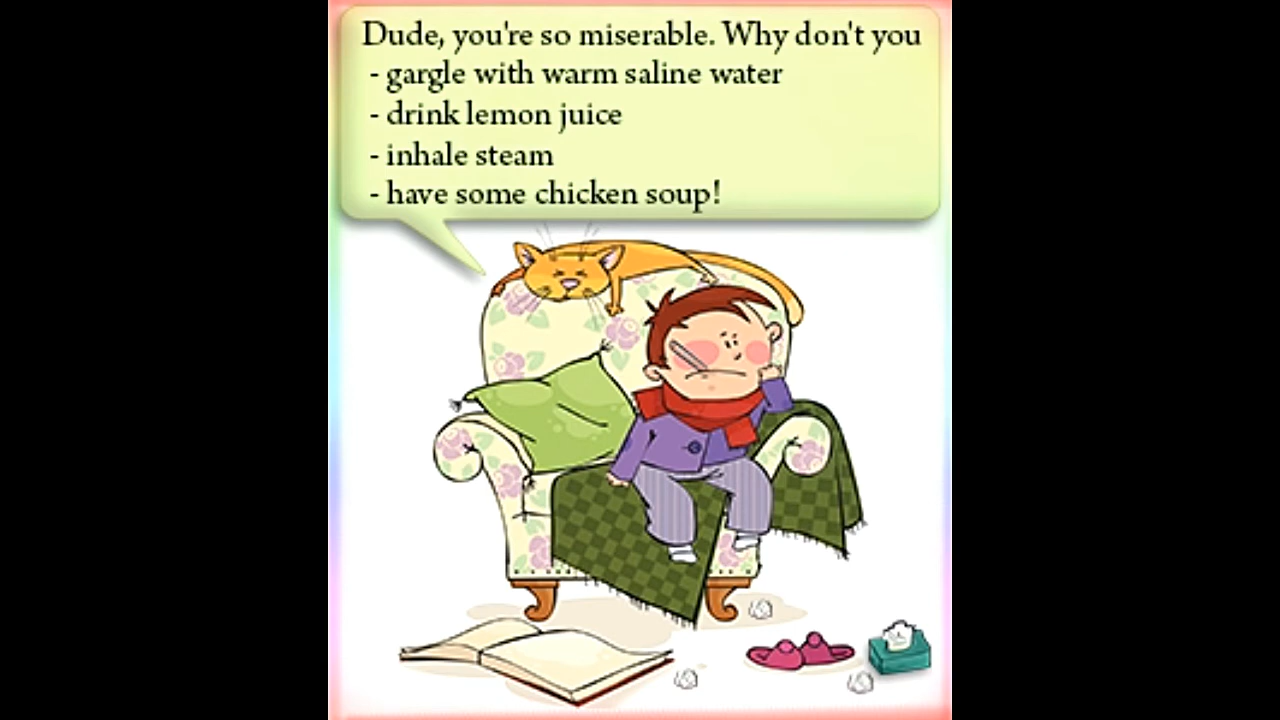 Dude, you're so miserable. Why don't you
- gargle with warm saline water
- drink lemon juice
- inhale steam
- have some chicken soup!